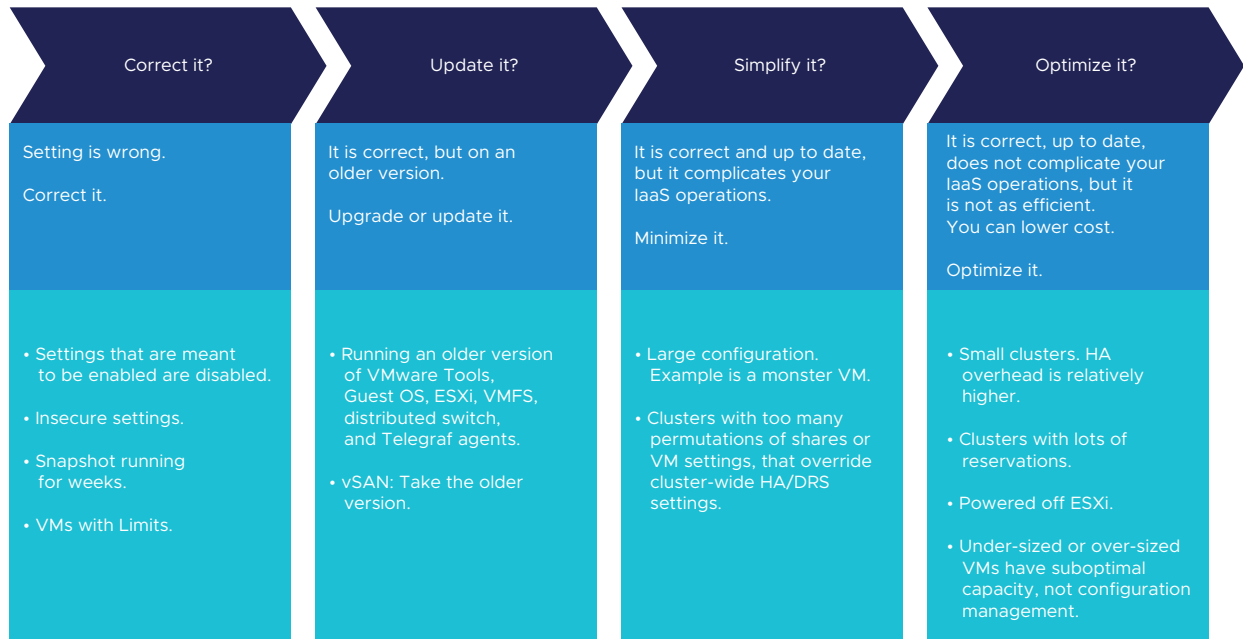 Correct it?
Update it?
Simplify it?
Optimize it?
Setting is wrong.
Correct it.
It is correct, but on an
older version.
Upgrade or update it.
It is correct and up to date,
but it complicates your
IaaS operations.
Minimize it.
It is correct, up to date,
does not complicate your
IaaS operations, but it
is not as efficient.
You can lower cost.
Optimize it.
• Settings that are meant
to be enabled are disabled.
• Insecure settings.
• Snapshot running
for weeks.
• VMs with Limits.
• Running an older version
of VMware Tools,
Guest OS, ESXi, VMFS,
distributed switch,
and Telegraf agents.
• vSAN: Take the older
version.
• Large configuration.
Example is a monster VM.
• Clusters with too many
permutations of shares or
VM settings, that override
cluster-wide HA/DRS
settings.
• Small clusters. HA
overhead is relatively
higher.
• Clusters with lots of
reservations.
• Powered off ESXi.
• Under-sized or over-sized
VMs have suboptimal
capacity, not configuration
management.